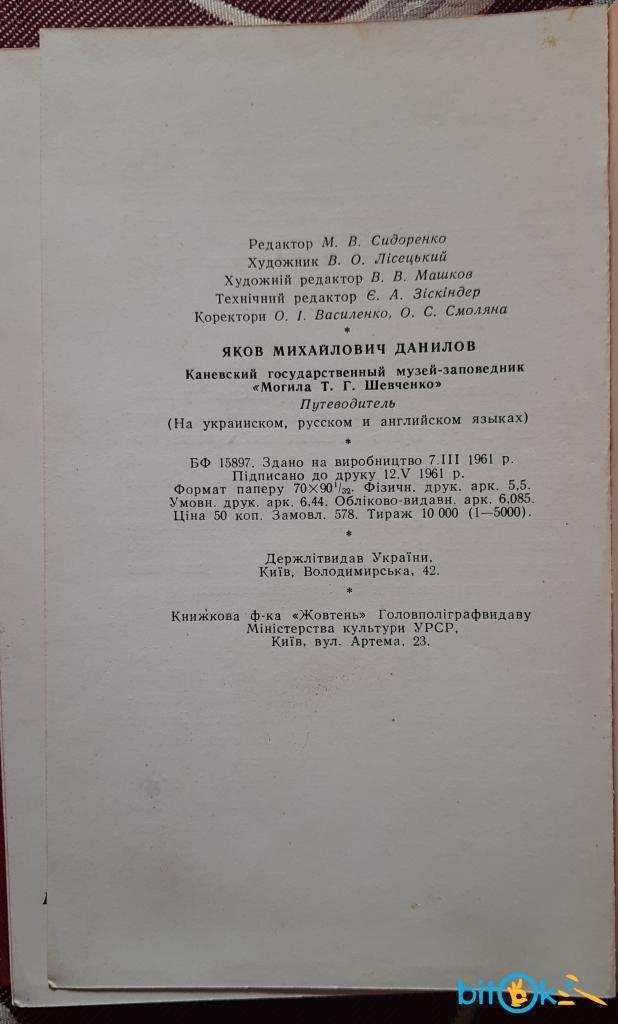 Редактор М. В. Сидоренко
Художник В. О. Лісецький
Художній редактор В. В. Машков
Технічний редактор Є. А. Зіскіндер
Коректори О. І. Василенко, О. С. Смоляна
*
ЯКОВ МИХАЙЛОВИЧ ДАНИЛОВ
Каневский государственный музей-заповедник
«Могила Т. Г. Шевченко»
Путеводитель
(На украинском, русском и английском языках)
*
БФ 15897. Здано на виробництво 7.III 1961 р.
Підписано до друку 12.V 1961 р.
Формат паперу 70×90¹/₃₂. Фізичн. друк. арк. 5,5.
Умовн. друк. арк. 6,44. Обліково-видавн. арк. 6,085.
Ціна 50 коп. Замовл. 578. Тираж 10 000 (1—5000).
*
Держлітвидав України,
Київ, Володимирська, 42.
*
Книжкова ф-ка «Жовтень» Головполіграфвидаву
Міністерства культури УРСР,
Київ, вул. Артема, 23.
bitOk